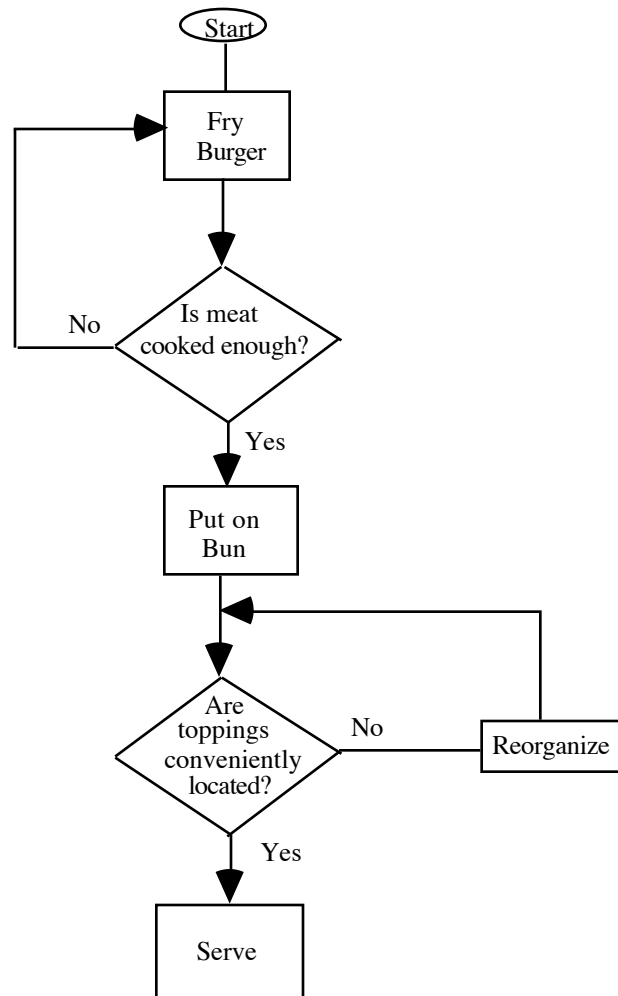 Start
Fry
Burger
No
Is meat
cooked enough?
Yes
Put on
Bun
Are
toppings
conveniently
located?
No
Reorganize
Yes
Serve